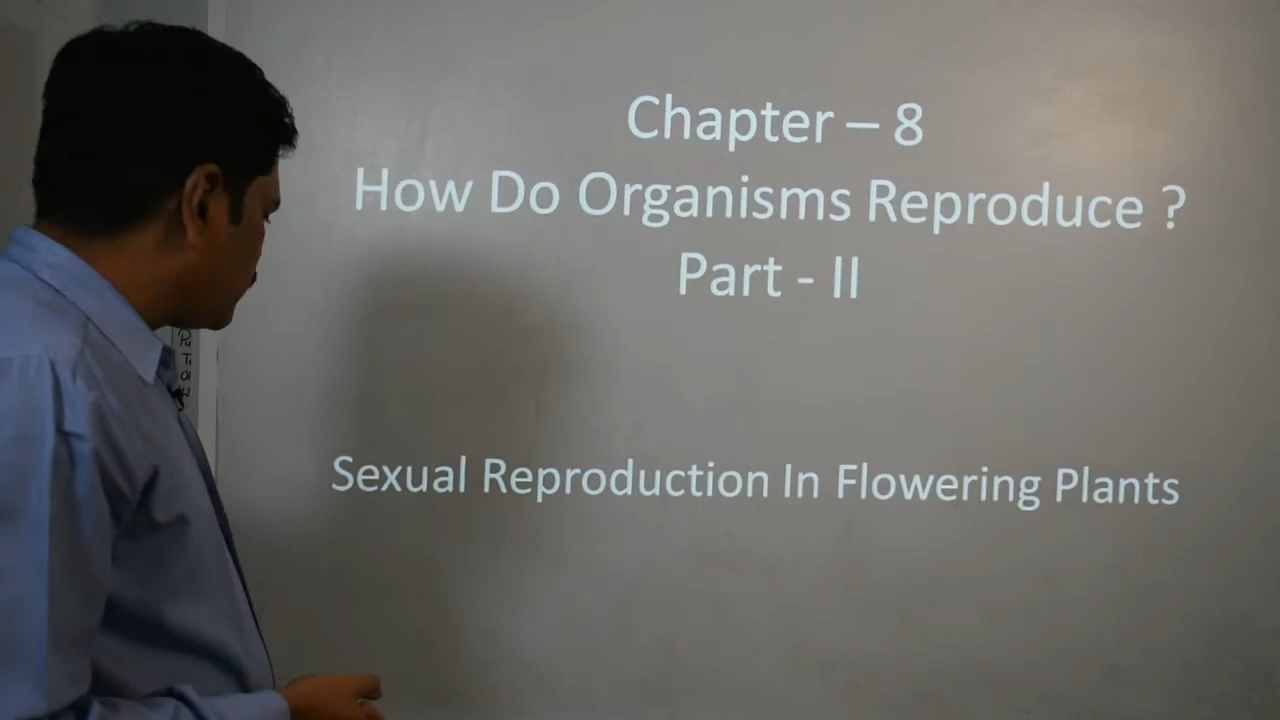 Chapter – 8
How Do Organisms Reproduce ?
Part - II
Sexual Reproduction In Flowering Plants